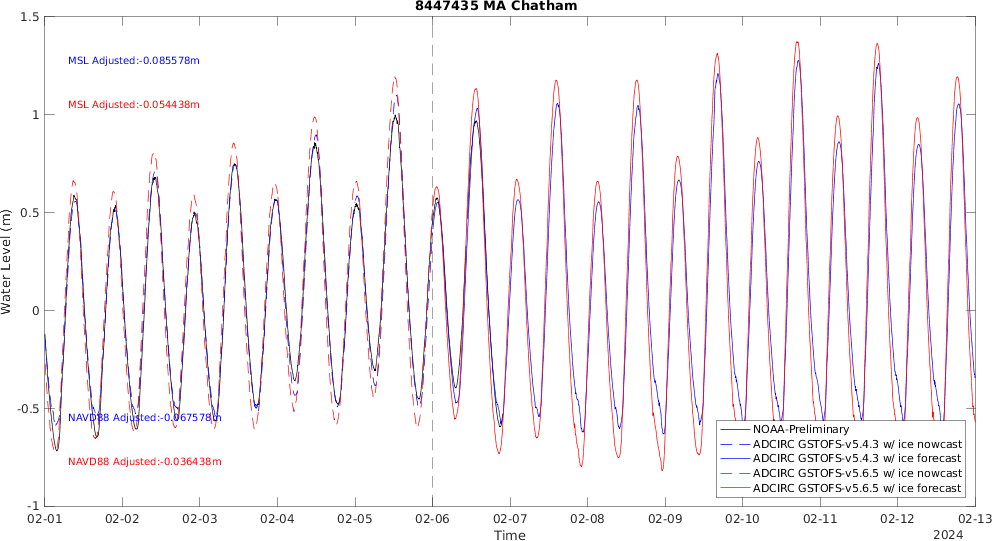 8447435 MA Chatham
1.5
1
0.5
0
-0.5
-1
Water Level (m)
MSL Adjusted:-0.085578m
MSL Adjusted:-0.054438m
NAVD88 Adjusted:-0.067578m
NAVD88 Adjusted:-0.036438m
NOAA-Preliminary
ADCIRC GSTOFS-v5.4.3 w/ ice nowcast
ADCIRC GSTOFS-v5.4.3 w/ ice forecast
ADCIRC GSTOFS-v5.6.5 w/ ice nowcast
ADCIRC GSTOFS-v5.6.5 w/ ice forecast
02-01 02-02 02-03 02-04 02-05 02-06 02-07 02-08 02-09 02-10 02-11 02-12 02-13
Time
2024